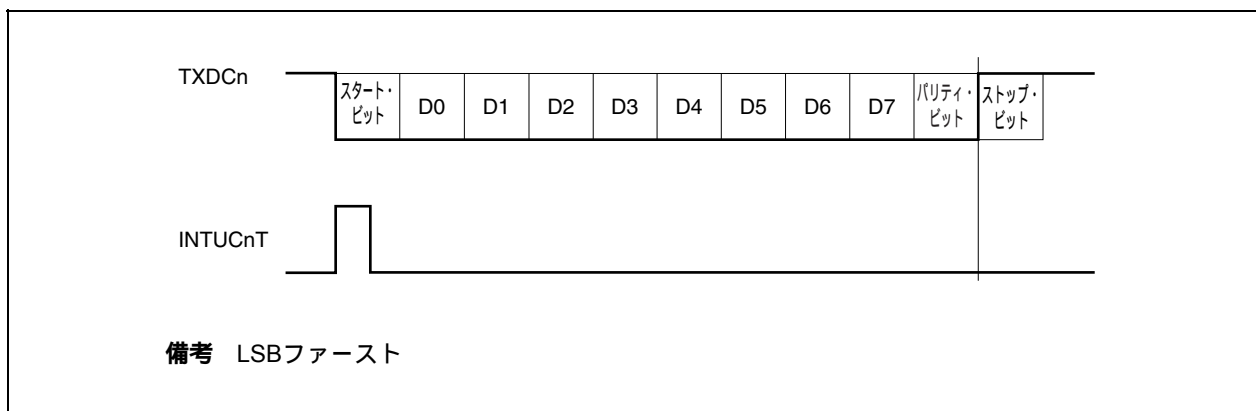 TXDCn
スタート・
ビット
D0
D1
D2
D3
D4
D5
D6
D7
パリティ・
ビット
ストップ・
ビット
INTUCnT
備考 LSBファースト